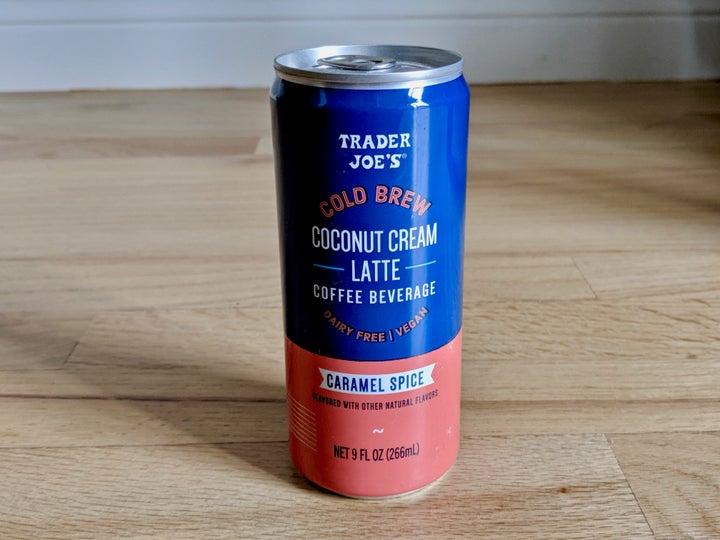 TRADER
JOE'S®
COLD BREW
COCONUT CREAM
LATTE
COFFEE BEVERAGE
DAIRY FREE | VEGAN
CARAMEL SPICE
FLAVORED WITH OTHER NATURAL FLAVORS
~
NET 9 FL OZ (266mL)